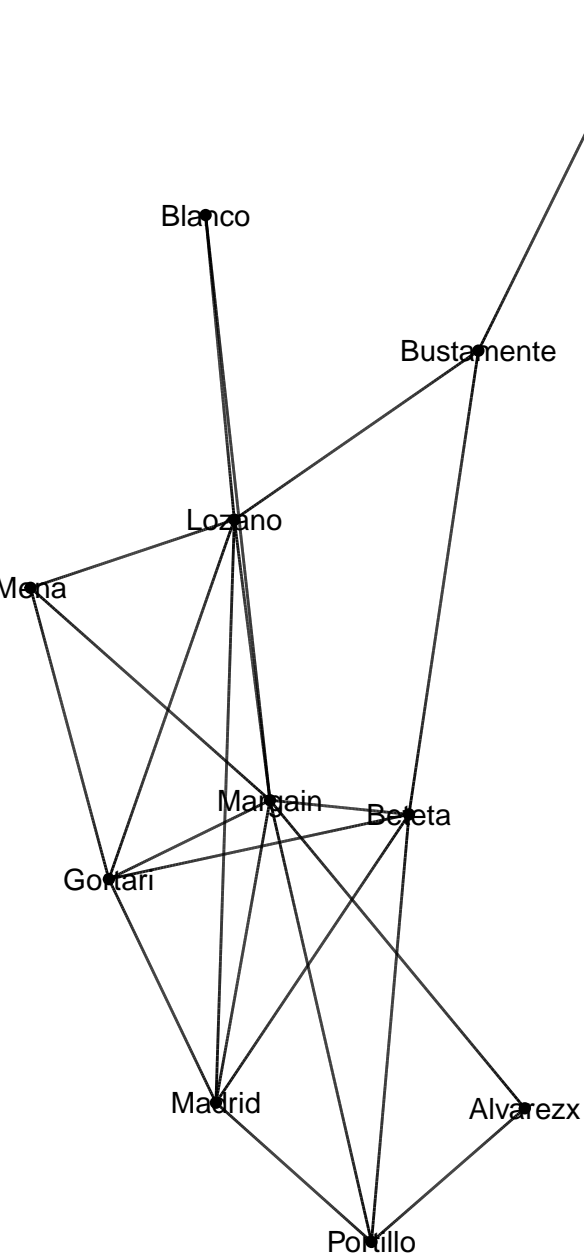 Blanco
Bustamente
Lozano
Mena
Margain
Beteta
Gortari
Madrid
Alvarezx
Portillo